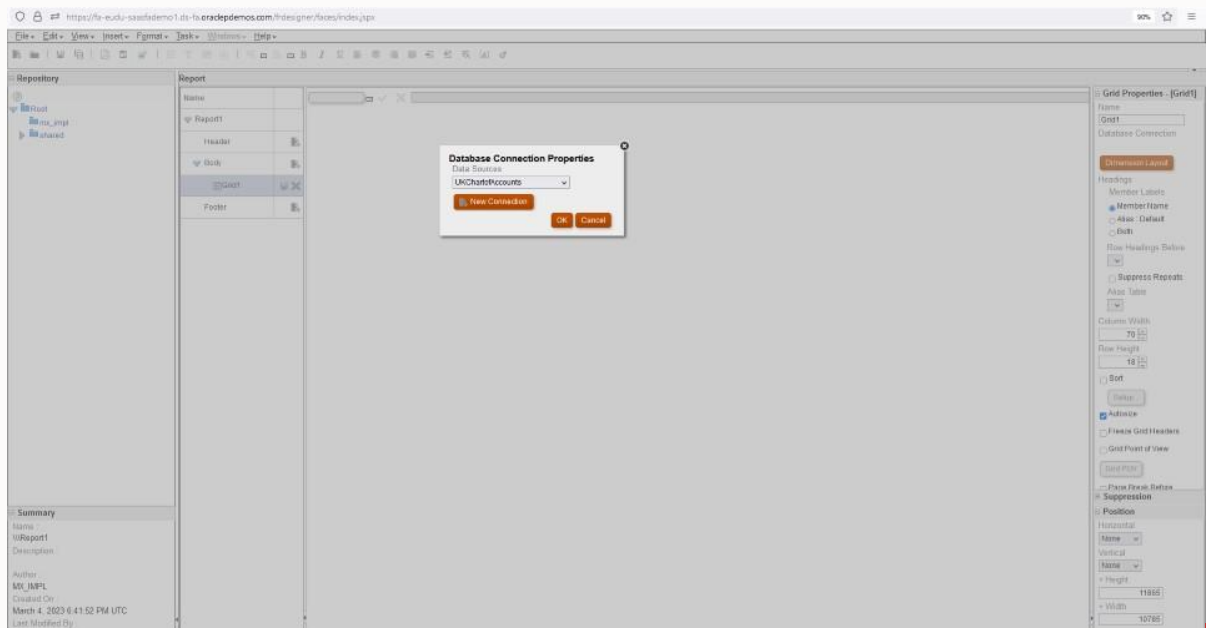 https://fa-eudu-saasfademo1.ds-fa.oraclepdemos.com/frdesigner/faces/index.jspx
90%
File Edit View Insert Format Task Windows Help
Repository
Root
mx_impl
shared
Report
Name
Report1
Header
Body
Grid1
Footer
Database Connection Properties
Data Sources
UKChartofAccounts
New Connection
OK Cancel
Grid Properties - [Grid1]
Name
Grid1
Database Connection
Dimension Layout
Headings
Member Labels
Member Name
Alias : Default
Both
Row Headings Before
Suppress Repeats
Alias Table
Column Width
70
Row Height
18
Sort
Setup...
Autosize
Freeze Grid Headers
Grid Point of View
Grid POV
Page Break Before
Suppression
Position
Horizontal
None
Vertical
None
+ Height
+ Width
10785
Summary
Name :
\\\Report1
Description :
Author :
MX_IMPL
Created On :
March 4, 2023 6:41:52 PM UTC
Last Modified By